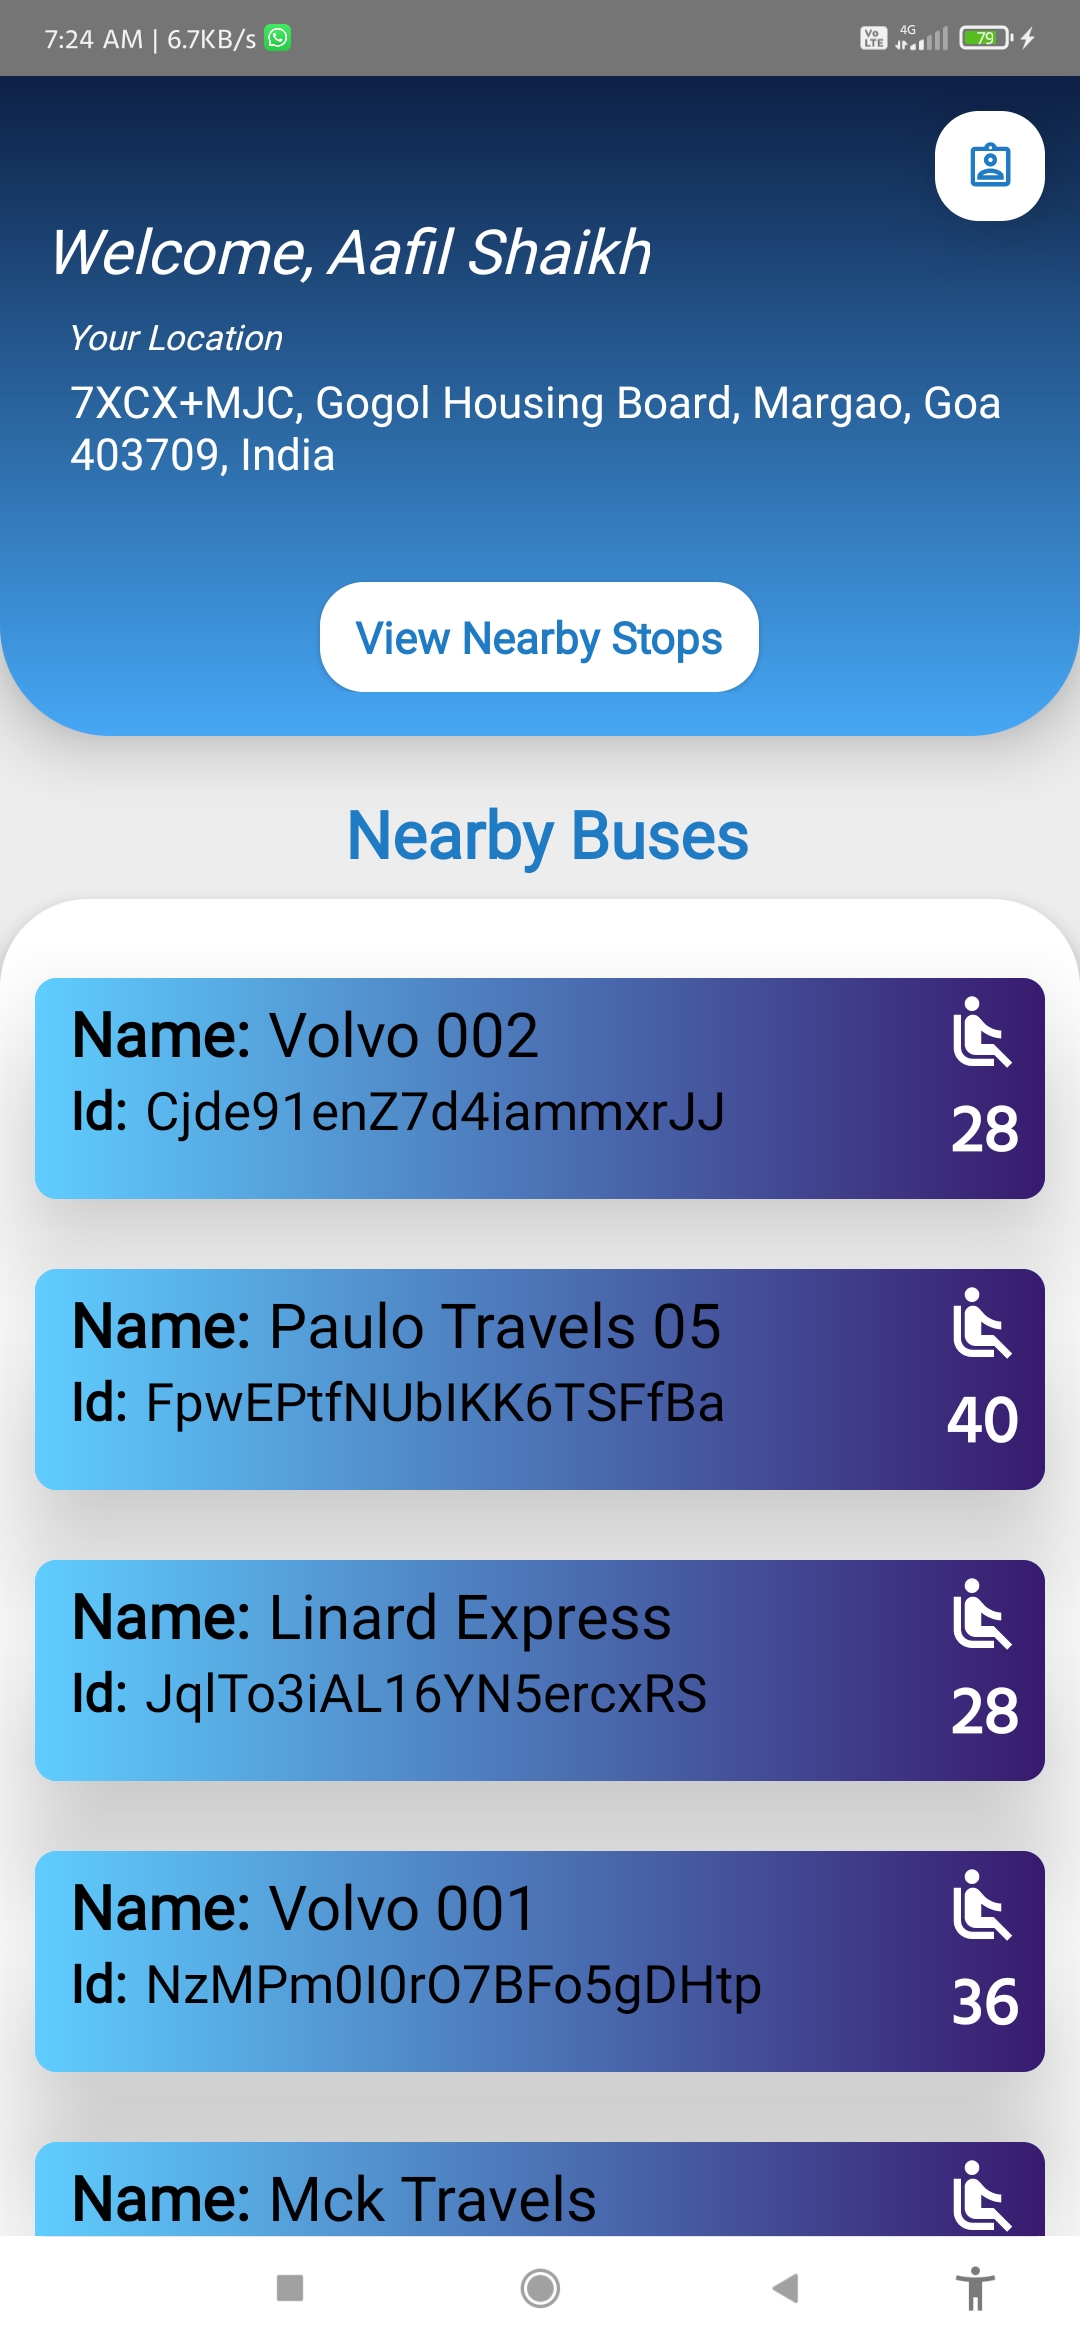 7:24 AM | 6.7KB/s
Vo LTE 4G 79
Welcome, Aafil Shaikh
Your Location
7XCX+MJC, Gogol Housing Board, Margao, Goa
403709, India
View Nearby Stops
Nearby Buses
Name: Volvo 002
Id: Cjde91enZ7d4iammxrJJ
28
Name: Paulo Travels 05
Id: FpwEPtfNUbIKK6TSFfBa
40
Name: Linard Express
Id: JqlTo3iAL16YN5ercxRS
28
Name: Volvo 001
Id: NzMPm0I0rO7BFo5gDHtp
36
Name: Mck Travels